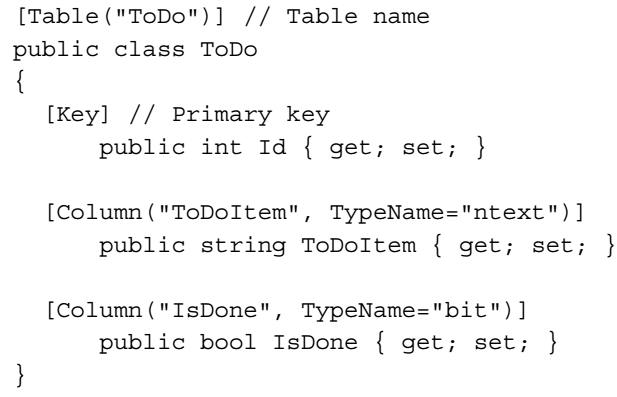 [Table("ToDo")] // Table name
public class ToDo
{
  [Key] // Primary key
      public int Id { get; set; }

  [Column("ToDoItem", TypeName="ntext")]
      public string ToDoItem { get; set; }

  [Column("IsDone", TypeName="bit")]
      public bool IsDone { get; set; }
}